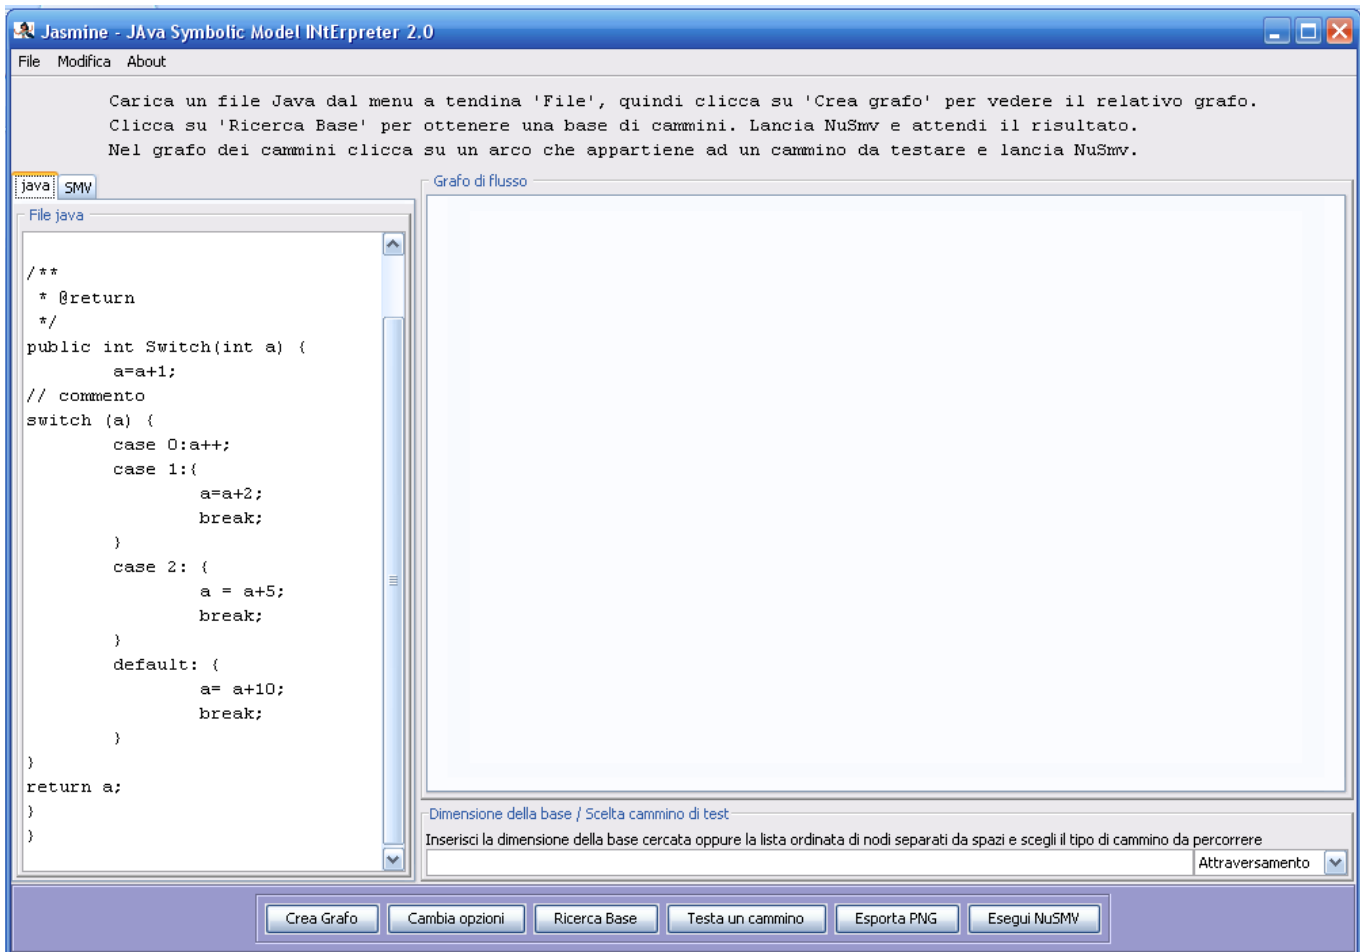 Jasmine - JAva Symbolic Model INtErpreter 2.0
File Modifica About
Carica un file Java dal menu a tendina 'File', quindi clicca su 'Crea grafo' per vedere il relativo grafo.
Clicca su 'Ricerca Base' per ottenere una base di cammini. Lancia NuSmv e attendi il risultato.
Nel grafo dei cammini clicca su un arco che appartiene ad un cammino da testare e lancia NuSmv.
java SMV
File java
/**
 * @return
 */
public int Switch(int a) {
        a=a+1;
// commento
switch (a) {
        case 0:a++;
        case 1:{
                a=a+2;
                break;
        }
        case 2: {
                a = a+5;
                break;
        }
        default: {
                a= a+10;
                break;
        }
}
return a;
}
}
Grafo di flusso
Dimensione della base / Scelta cammino di test
Inserisci la dimensione della base cercata oppure la lista ordinata di nodi separati da spazi e scegli il tipo di cammino da percorrere
Attraversamento
Crea Grafo Cambia opzioni Ricerca Base Testa un cammino Esporta PNG Esegui NuSMV